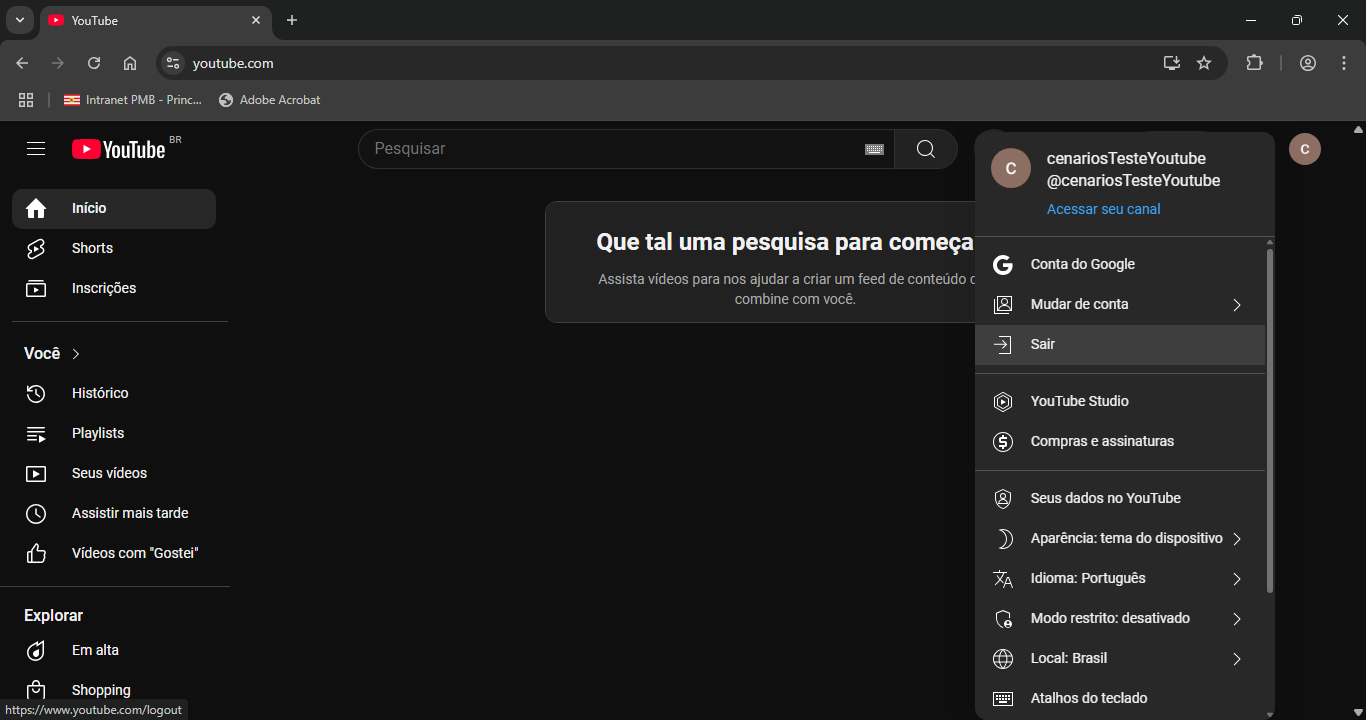 YouTube
youtube.com
Intranet PMB - Princ...
Adobe Acrobat
YouTube BR
Pesquisar
C
Início
Shorts
Inscrições
Você
Histórico
Playlists
Seus vídeos
Assistir mais tarde
Vídeos com "Gostei"
Explorar
Em alta
Shopping
https://www.youtube.com/logout
Que tal uma pesquisa para começa
Assista vídeos para nos ajudar a criar um feed de conteúdo
combine com você.
C
cenariosTesteYoutube
@cenariosTesteYoutube
Acessar seu canal
Conta do Google
Mudar de conta
Sair
YouTube Studio
Compras e assinaturas
Seus dados no YouTube
Aparência: tema do dispositivo
Idioma: Português
Modo restrito: desativado
Local: Brasil
Atalhos do teclado